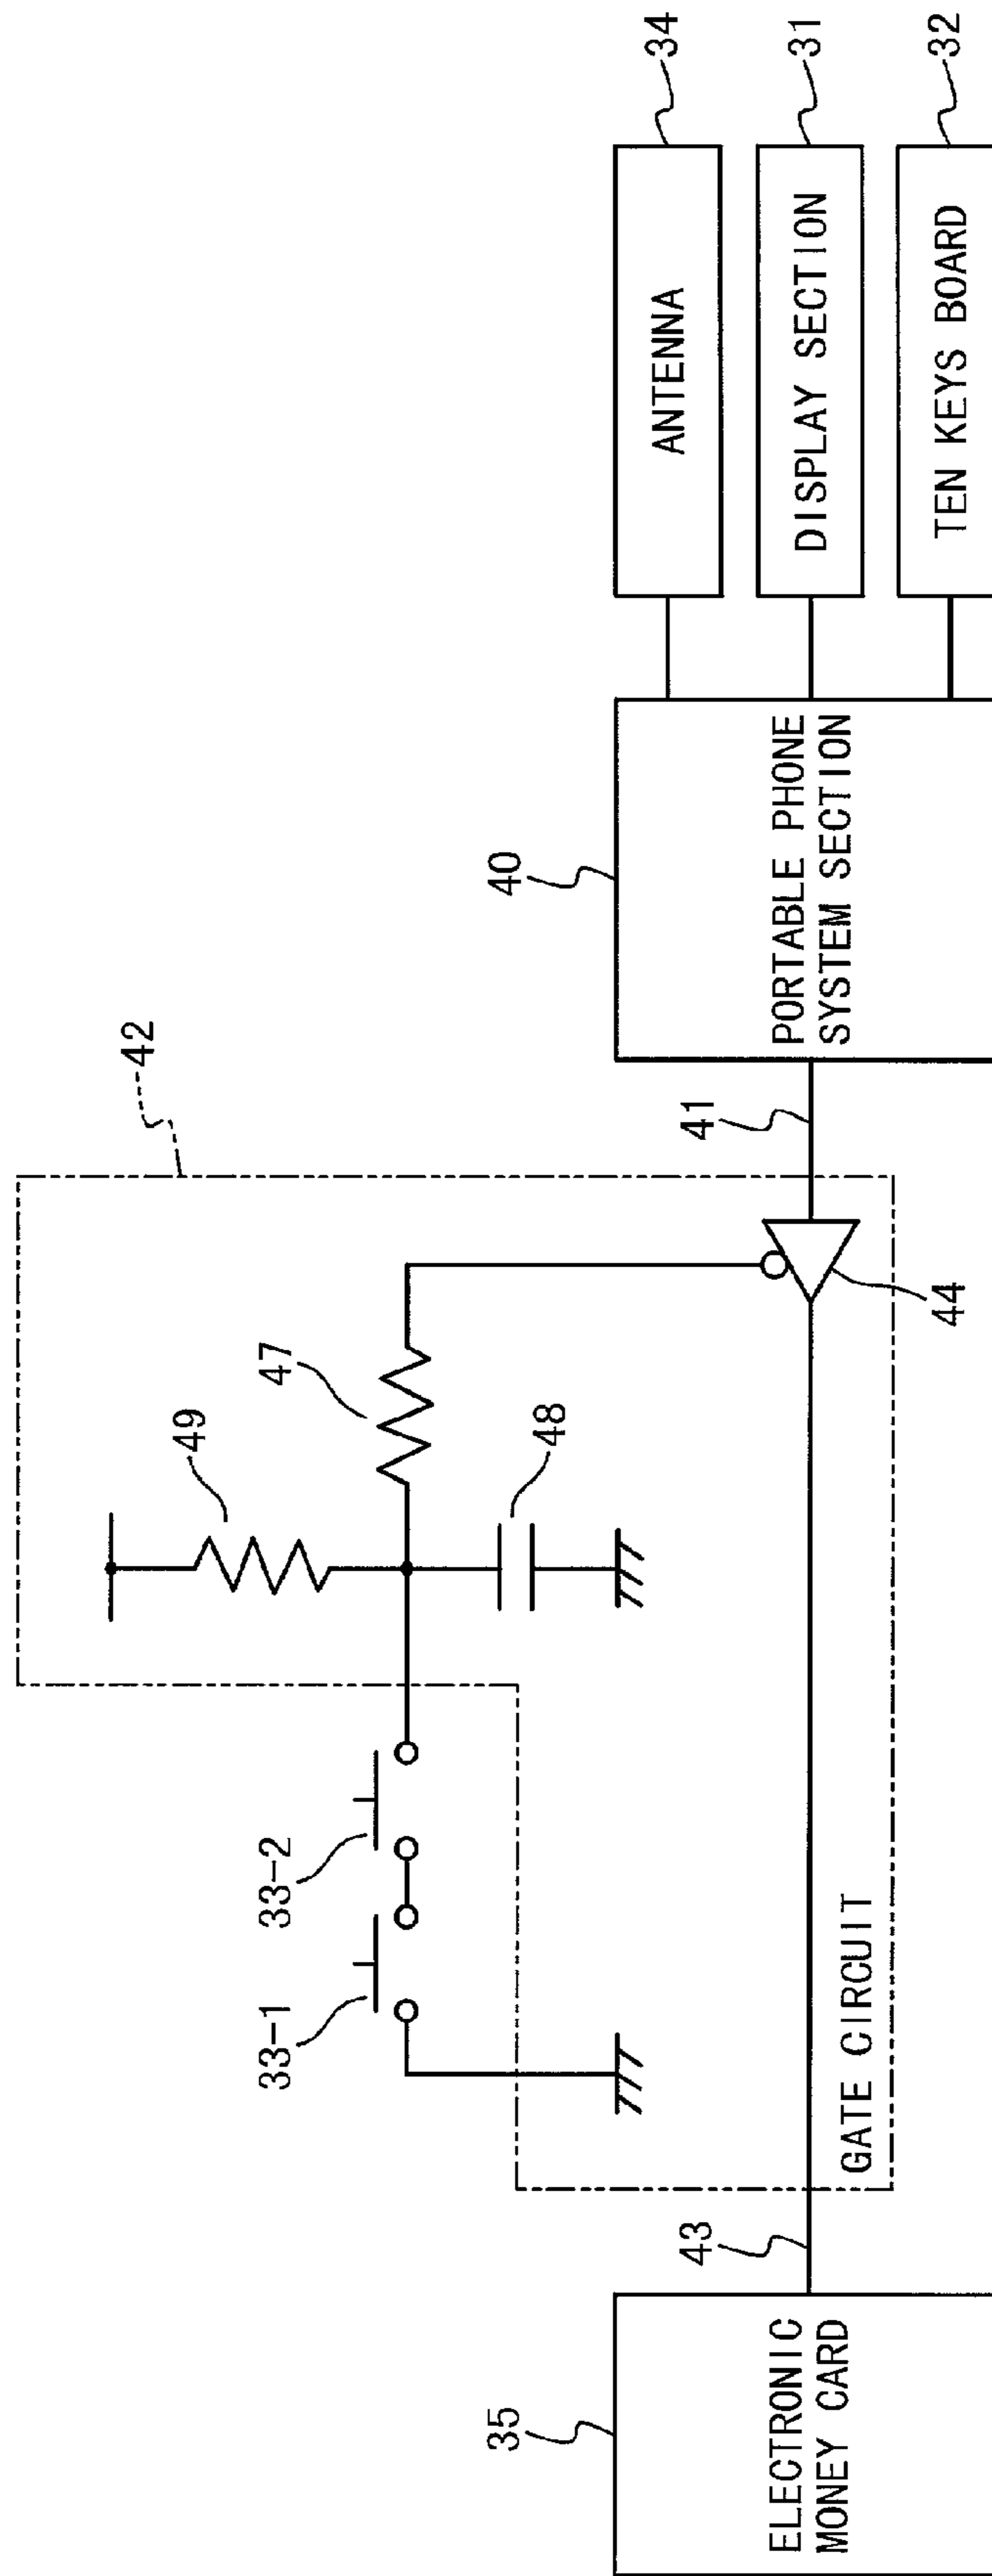 42
49
47
48
33-2
33-1
44
GATE CIRCUIT
35
ELECTRONIC
MONEY CARD
43
41
40
PORTABLE PHONE
SYSTEM SECTION
ANTENNA
34
DISPLAY SECTION
31
TEN KEYS BOARD
32